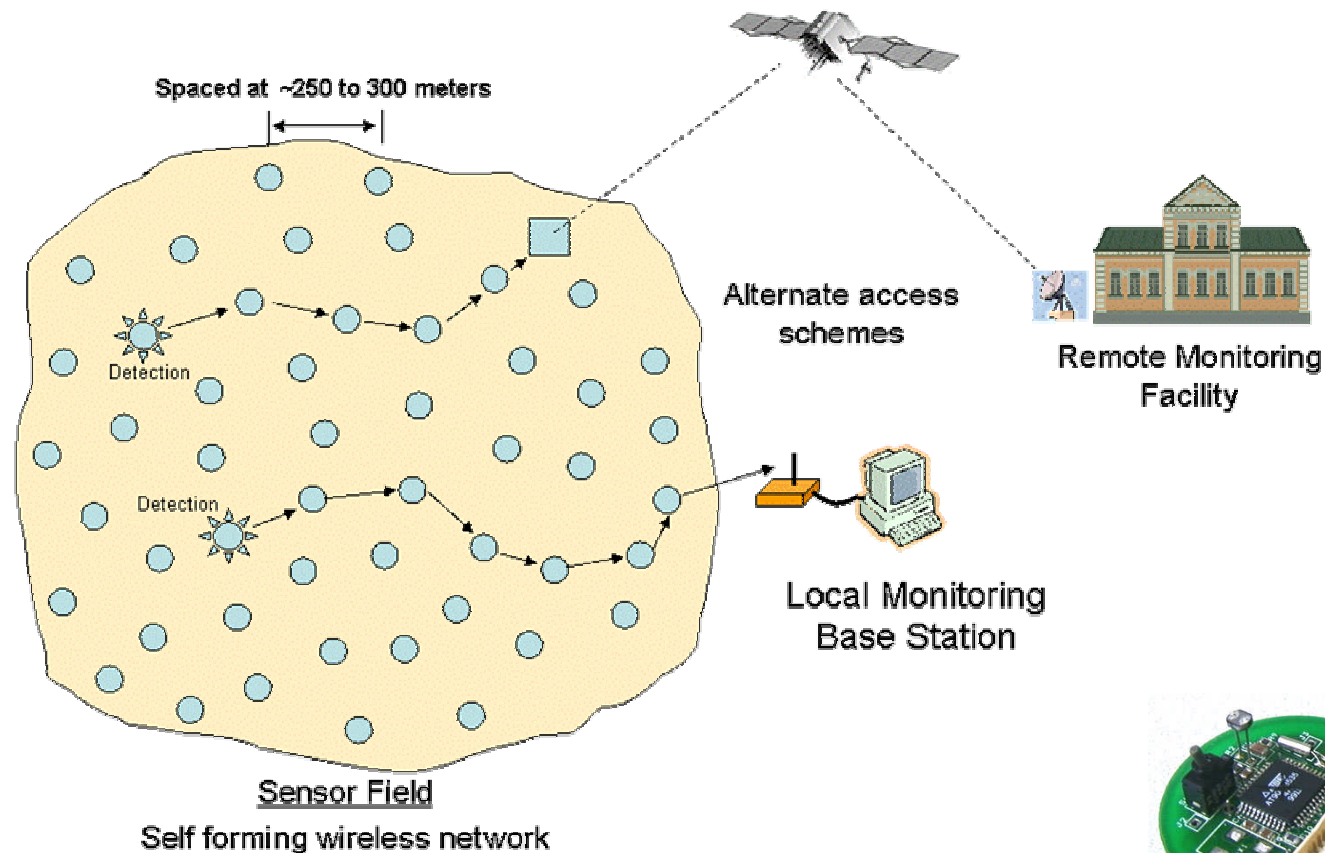 Spaced at ~250 to 300 meters
Detection
Detection
Alternate access
schemes
Remote Monitoring
Facility
Local Monitoring
Base Station
Sensor Field
Self forming wireless network